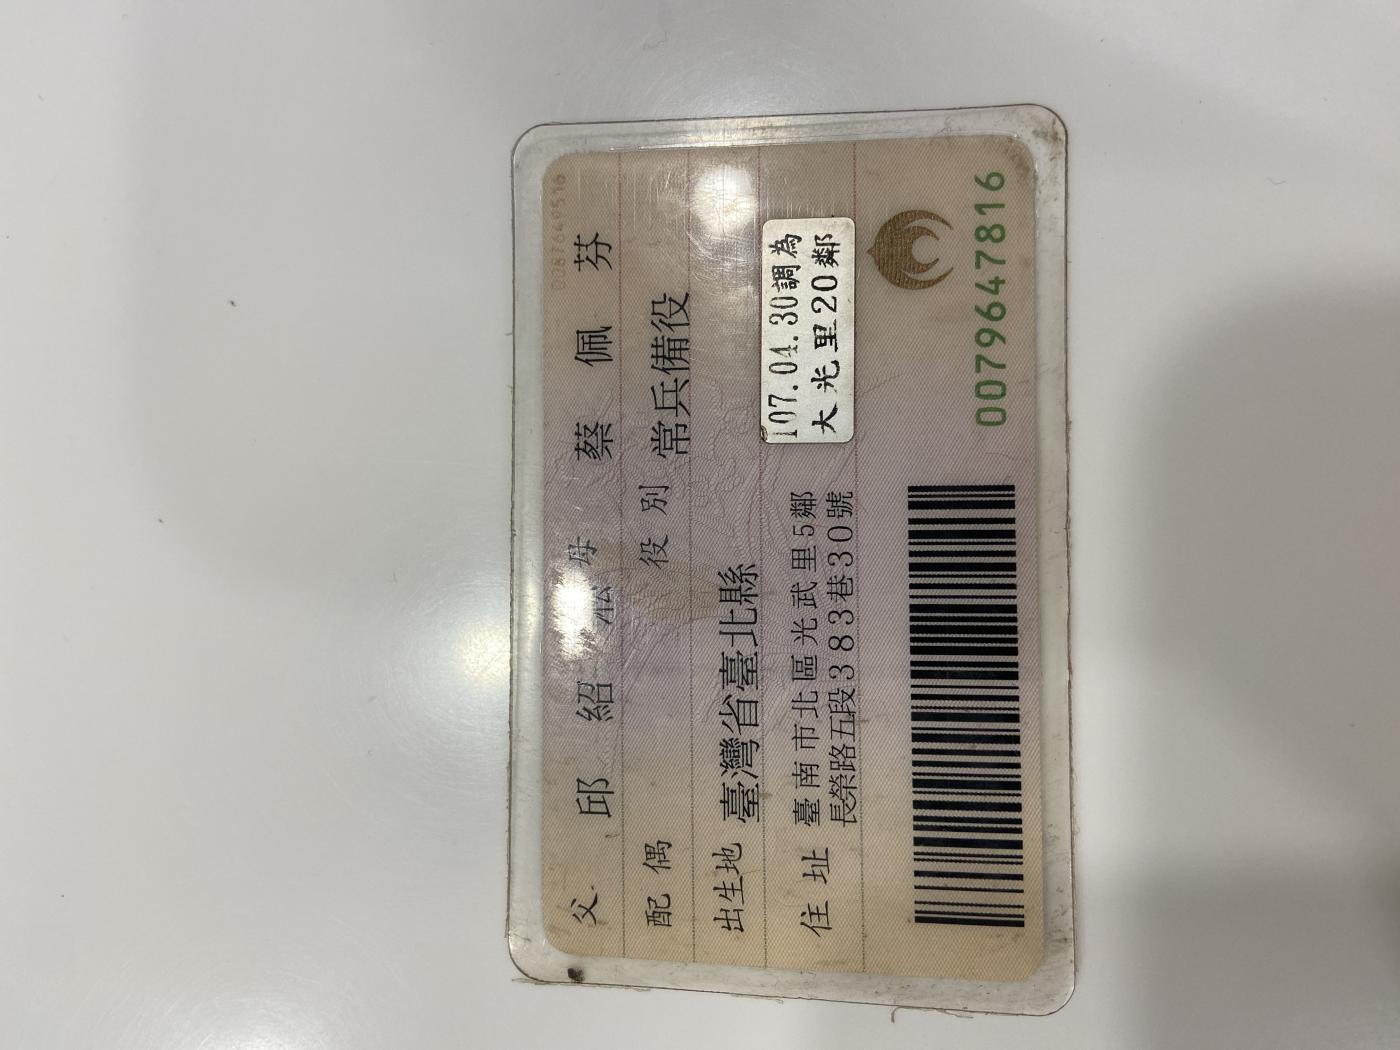 父 邱 紹 淞 母 蔡 佩 芬
配 偶 役 別 常兵備役
出生地 臺灣省臺北縣
住 址 臺南市北區光武里5鄰
長榮路五段383巷30號
107.04.30調為
大光里20鄰
0079647816